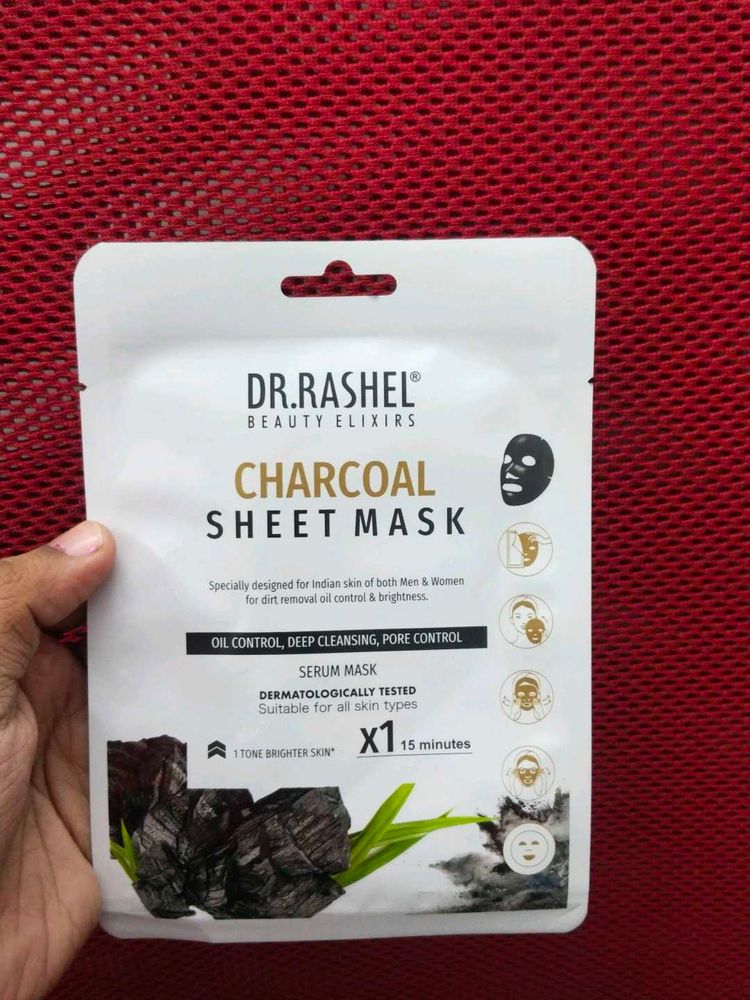 DR.RASHEL®
BEAUTY ELIXIRS
CHARCOAL
SHEET MASK
Specially designed for Indian skin of both Men & Women
for dirt removal oil control & brightness.
OIL CONTROL, DEEP CLEANSING, PORE CONTROL
SERUM MASK
DERMATOLOGICALLY TESTED
Suitable for all skin types
1 TONE BRIGHTER SKIN*
X1 15 minutes